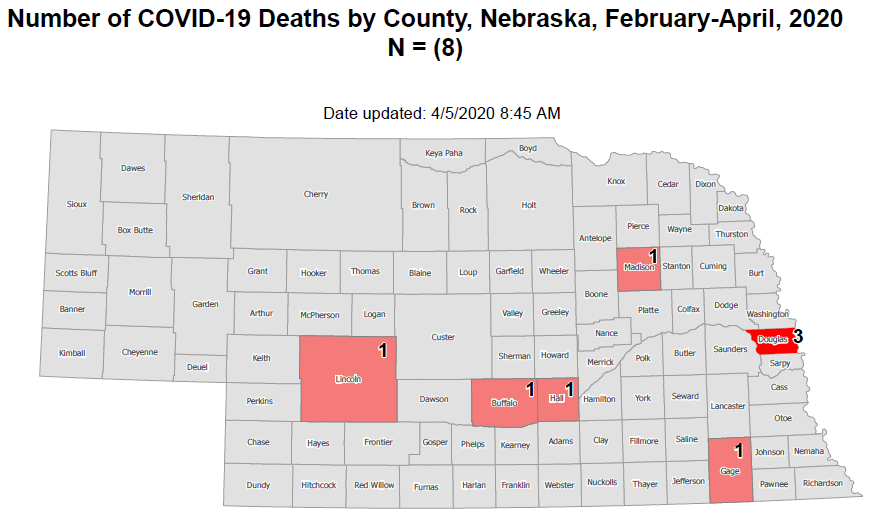 Number of COVID-19 Deaths by County, Nebraska, February-April, 2020
N = (8)
Date updated: 4/5/2020 8:45 AM
Keya Paha
Boyd
Dawes
Sioux
Sheridan
Cherry
Brown
Rock
Holt
Knox
Cedar
Dixon
Dakota
Box Butte
Antelope
Pierce
Wayne
Thurston
Scotts Bluff
Morrill
Garden
Grant
Hooker
Thomas
Blaine
Loup
Garfield
Wheeler
Madison
1
Stanton
Cuming
Burt
Banner
Arthur
McPherson
Logan
Custer
Valley
Greeley
Boone
Platte
Colfax
Dodge
Washington
Kimball
Cheyenne
Deuel
Keith
Lincoln
1
Sherman
Howard
Nance
Merrick
Polk
Butler
Saunders
Douglas
3
Sarpy
Perkins
Dawson
Buffalo
1
Hall
1
Hamilton
York
Seward
Lancaster
Cass
Otoe
Chase
Hayes
Frontier
Gosper
Phelps
Kearney
Adams
Clay
Fillmore
Saline
Gage
1
Johnson
Nemaha
Dundy
Hitchcock
Red Willow
Furnas
Harlan
Franklin
Webster
Nuckolls
Thayer
Jefferson
Pawnee
Richardson